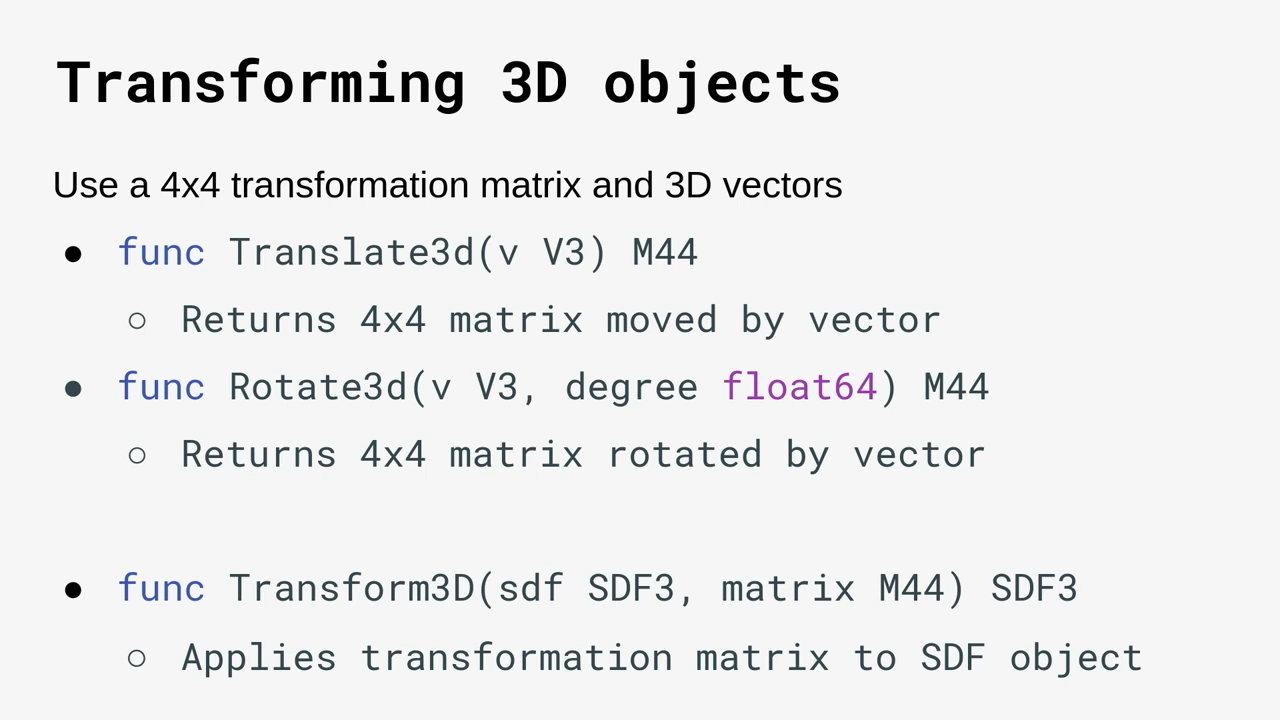 Transforming 3D objects
Use a 4x4 transformation matrix and 3D vectors
● func Translate3d(v V3) M44
○ Returns 4x4 matrix moved by vector
● func Rotate3d(v V3, degree float64) M44
○ Returns 4x4 matrix rotated by vector
● func Transform3D(sdf SDF3, matrix M44) SDF3
○ Applies transformation matrix to SDF object